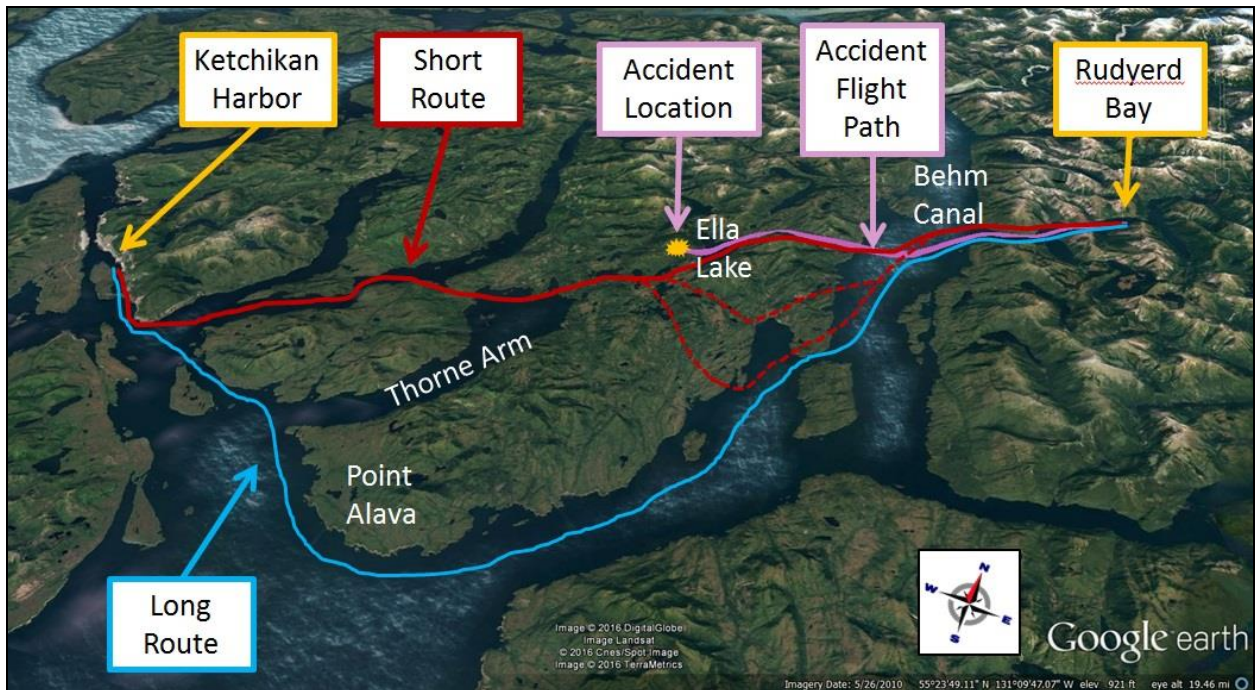 Ketchikan
Harbor
Short
Route
Accident
Location
Accident
Flight
Path
Rudyerd
Bay
Behm
Canal
Ella
Lake
Thorne Arm
Point
Alava
Long
Route
N
W
E
S
Image © 2016 DigitalGlobe
Image Landsat
© 2016 Cnes/Spot Image
Image © 2016 TerraMetrics
Google earth
Imagery Date: 5/26/2010 55°23'49.11" N 131°09'47.07" W elev 921 ft eye alt 19.46 mi